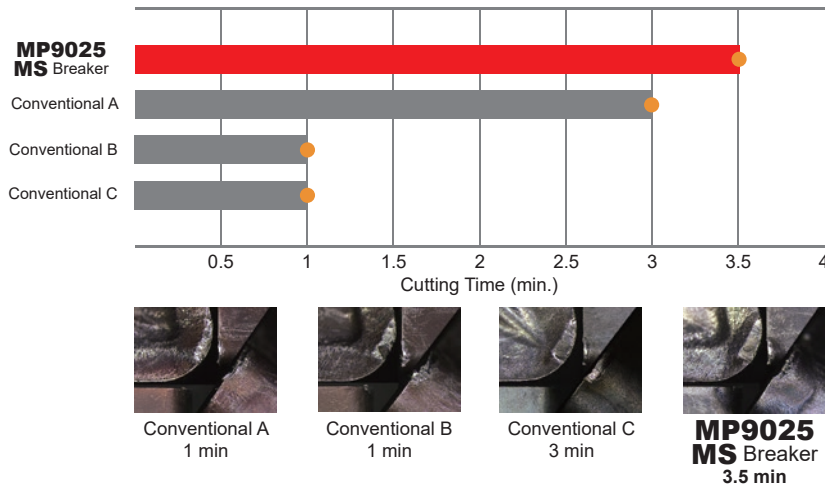 MP9025
MS Breaker
Conventional A
Conventional B
Conventional C
0.5 1 1.5 2 2.5 3 3.5 4
Cutting Time (min.)
Conventional A
1 min
Conventional B
1 min
Conventional C
3 min
MP9025
MS Breaker
3.5 min